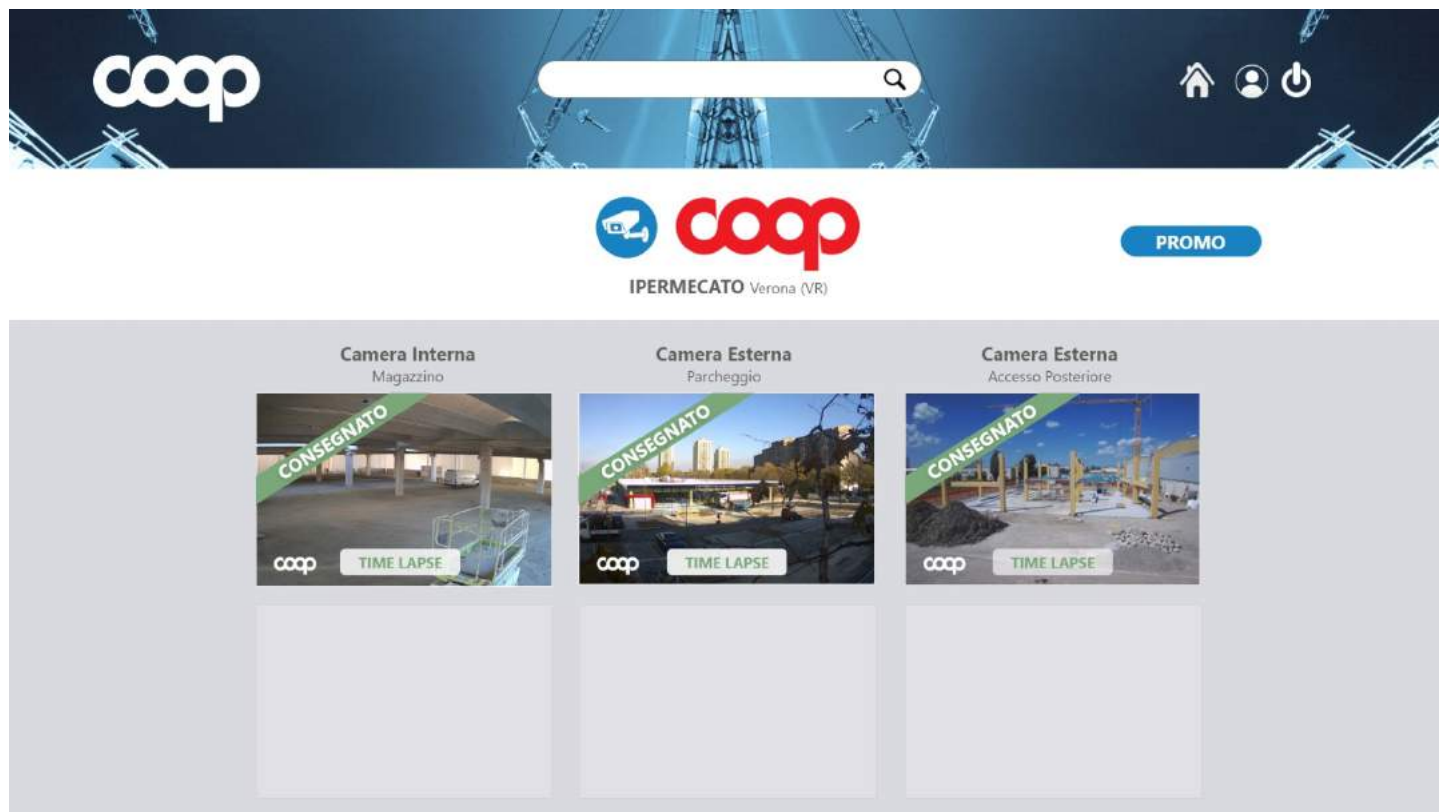 coop
coop
PROMO
IPERMECATO Verona (VR)
Camera Interna
Magazzino
Camera Esterna
Parcheggio
Camera Esterna
Accesso Posteriore
CONSEGNATO
CONSEGNATO
CONSEGNATO
coop TIME LAPSE
coop TIME LAPSE
coop TIME LAPSE